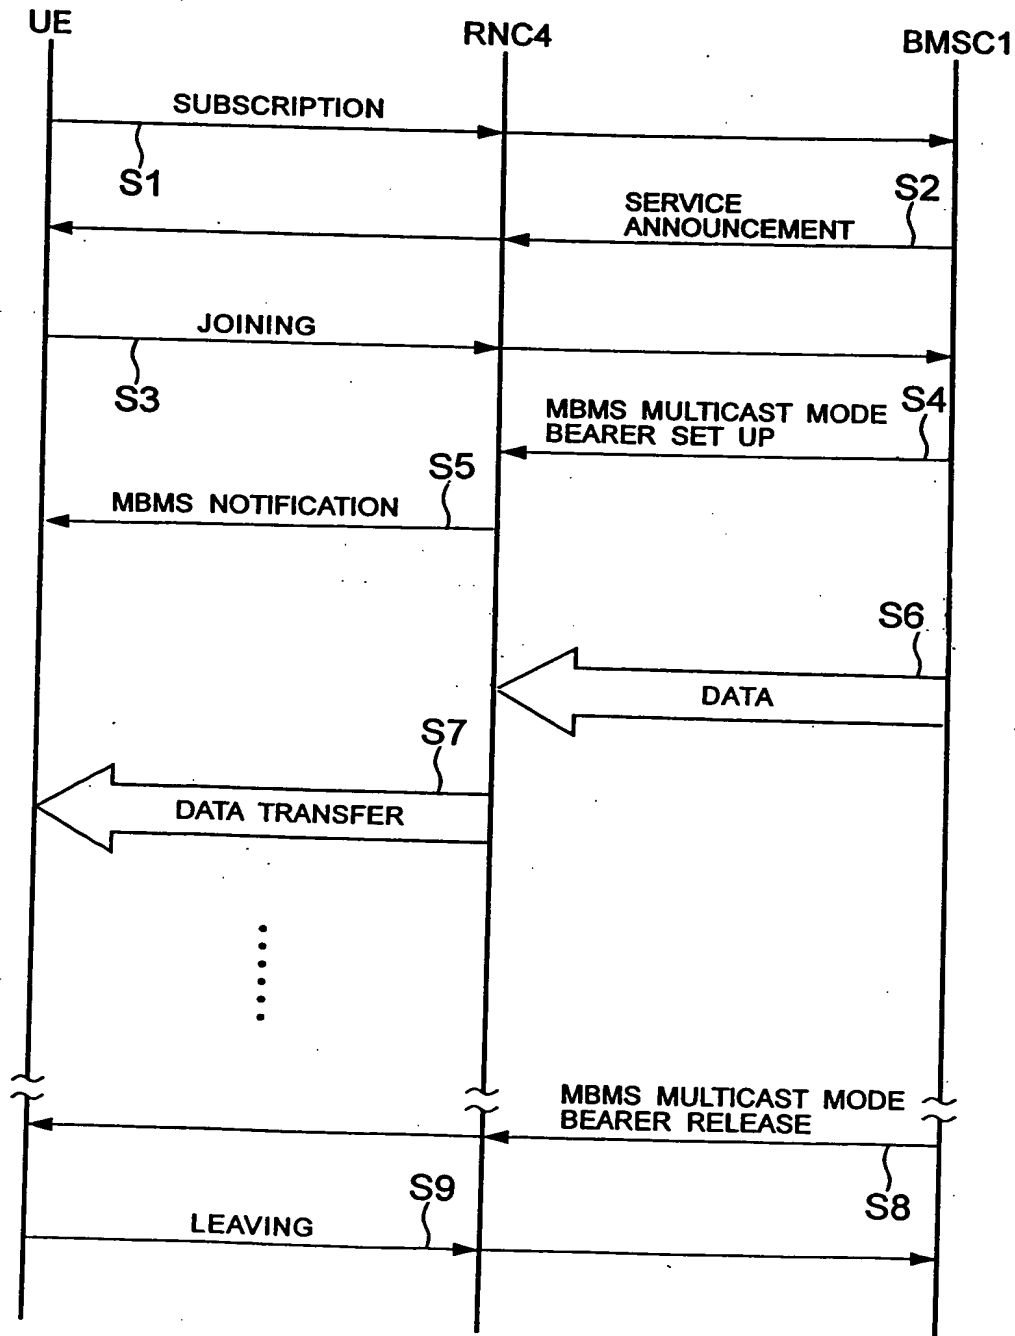 UE
RNC4
BMSC1
SUBSCRIPTION
S1
S2
SERVICE
ANNOUNCEMENT
JOINING
S3
S4
MBMS MULTICAST MODE
BEARER SET UP
S5
MBMS NOTIFICATION
S6
DATA
S7
DATA TRANSFER
MBMS MULTICAST MODE
BEARER RELEASE
S8
S9
LEAVING